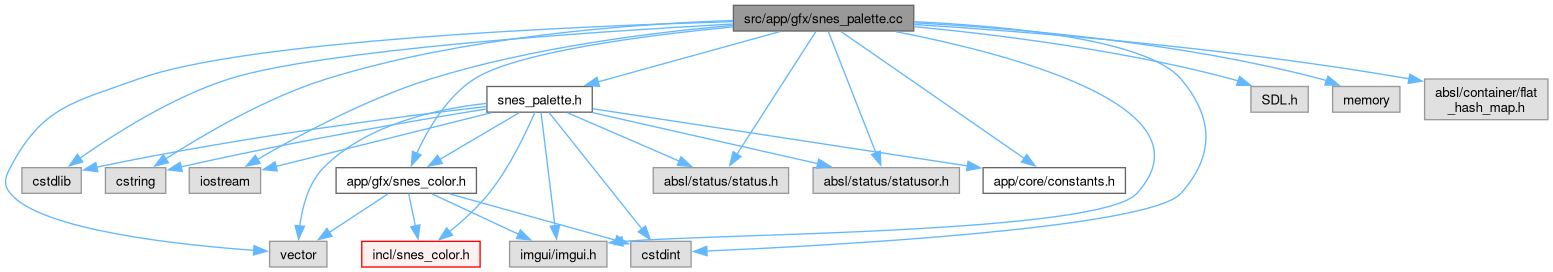 src/app/gfx/snes_palette.cc
snes_palette.h
SDL.h
memory
absl/container/flat
_hash_map.h
cstdlib
cstring
iostream
app/gfx/snes_color.h
absl/status/status.h
absl/status/statusor.h
app/core/constants.h
vector
incl/snes_color.h
imgui/imgui.h
cstdint